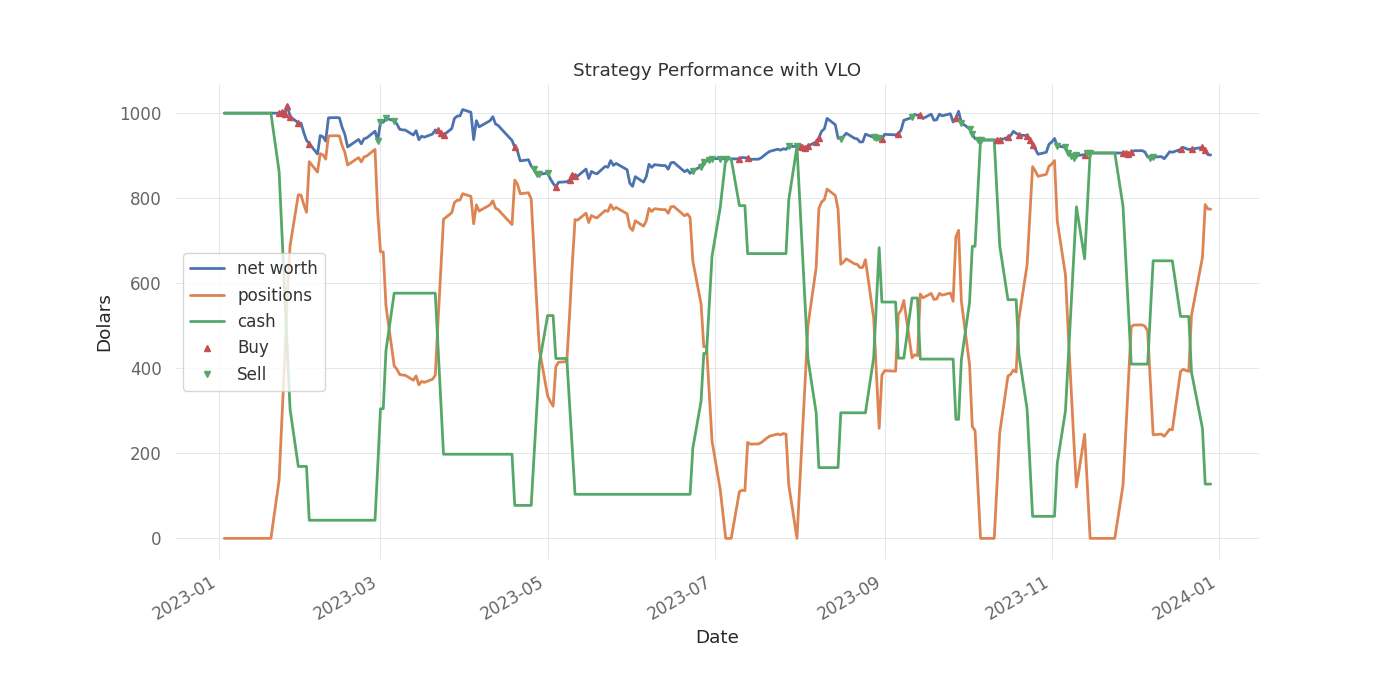 Strategy Performance with VLO
1000
800
600
400
200
0
Dolars
net worth
positions
cash
Buy
Sell
2023-01
2023-03
2023-05
2023-07
2023-09
2023-11
2024-01
Date